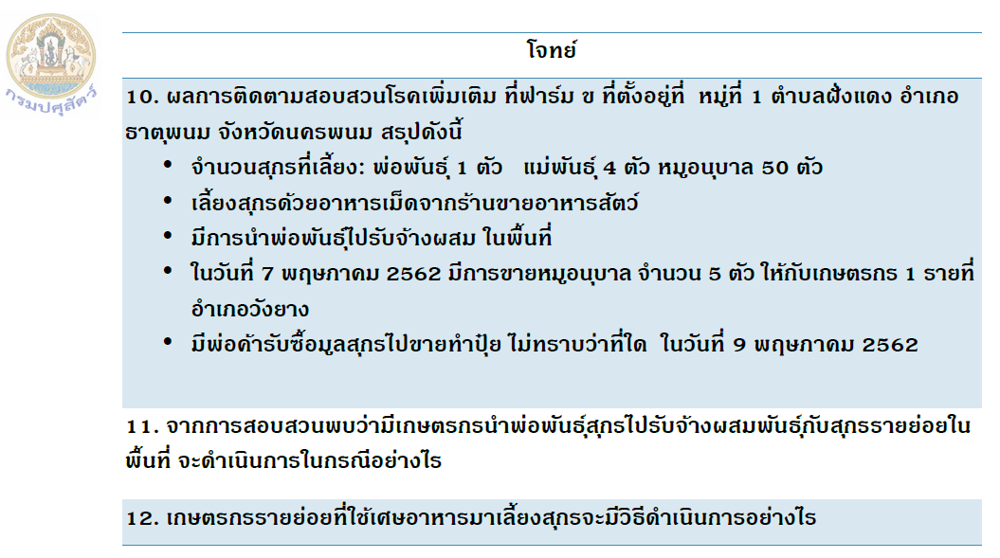 กรมปศุสัตว์
โจทย์
10. ผลการติดตามสอบสวนโรคเพิ่มเติม ที่ฟาร์ม ข ที่ตั้งอยู่ที่ หมู่ที่ 1 ตำบลฝั่งแดง อำเภอ
ธาตุพนม จังหวัดนครพนม สรุปดังนี้
• จำนวนสุกรที่เลี้ยง: พ่อพันธุ์ 1 ตัว แม่พันธุ์ 4 ตัว หมูอนุบาล 50 ตัว
• เลี้ยงสุกรด้วยอาหารเม็ดจากร้านขายอาหารสัตว์
• มีการนำพ่อพันธุ์ไปรับจ้างผสม ในพื้นที่
• ในวันที่ 7 พฤษภาคม 2562 มีการขายหมูอนุบาล จำนวน 5 ตัว ให้กับเกษตรกร 1 รายที่
อำเภอวังยาง
• มีพ่อค้ารับซื้อมูลสุกรไปขายทำปุ๋ย ไม่ทราบว่าที่ใด ในวันที่ 9 พฤษภาคม 2562
11. จากการสอบสวนพบว่ามีเกษตรกรนำพ่อพันธุ์สุกรไปรับจ้างผสมพันธุ์กับสุกรรายย่อยใน
พื้นที่ จะดำเนินการในกรณีอย่างไร
12. เกษตรกรรายย่อยที่ใช้เศษอาหารมาเลี้ยงสุกรจะมีวิธีดำเนินการอย่างไร